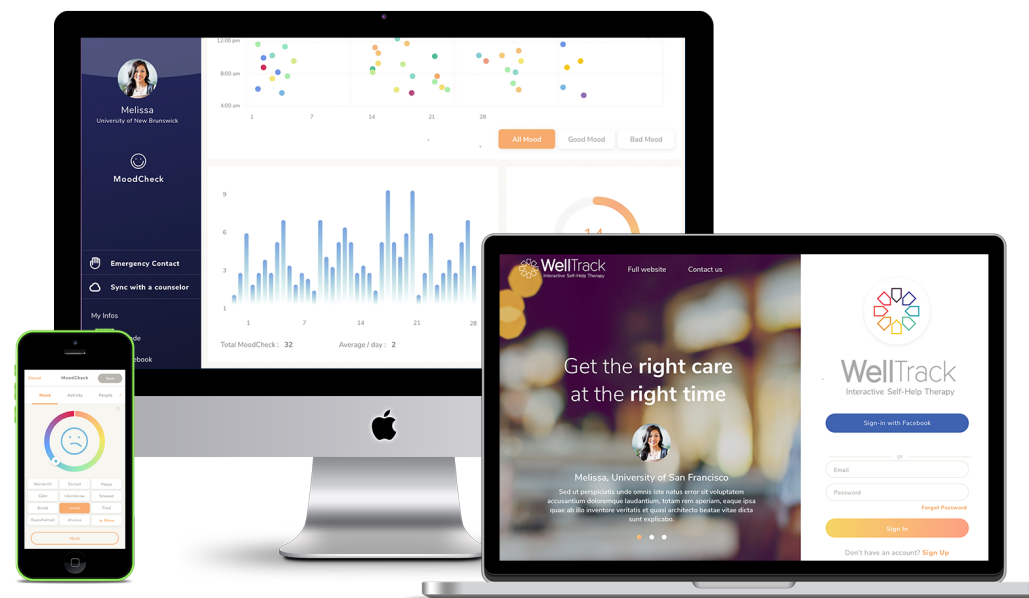 12:00 pm
8:00 am
4:00 am
1 7 14 21 28
All Mood Good Mood Bad Mood
Melissa
University of New Brunswick
MoodCheck
Emergency Contact
Sync with a counselor
My Infos
9
6
3
1
1 7 14 21 28
Total MoodCheck : 32 Average / day : 2
1.4
MoodCheck
Mood Activity People
Wonderful Excited Happy
Calm Stressed
Bored Lonely Tired
Overwhelmed Anxious
Next
WellTrack
Interactive Self-Help Therapy
Full website Contact us
Get the right care
at the right time
Melissa, University of San Francisco
Sed ut perspiciatis unde omnis iste natus error sit voluptatem
accusantium doloremque laudantium, totam rem aperiam, eaque ipsa
quae ab illo inventore veritatis et quasi architecto beatae vitae dicta
sunt explicabo.
WellTrack
Interactive Self-Help Therapy
Sign-in with Facebook
or
Email
Password
Forgot Password
Sign In
Don't have an account? Sign Up